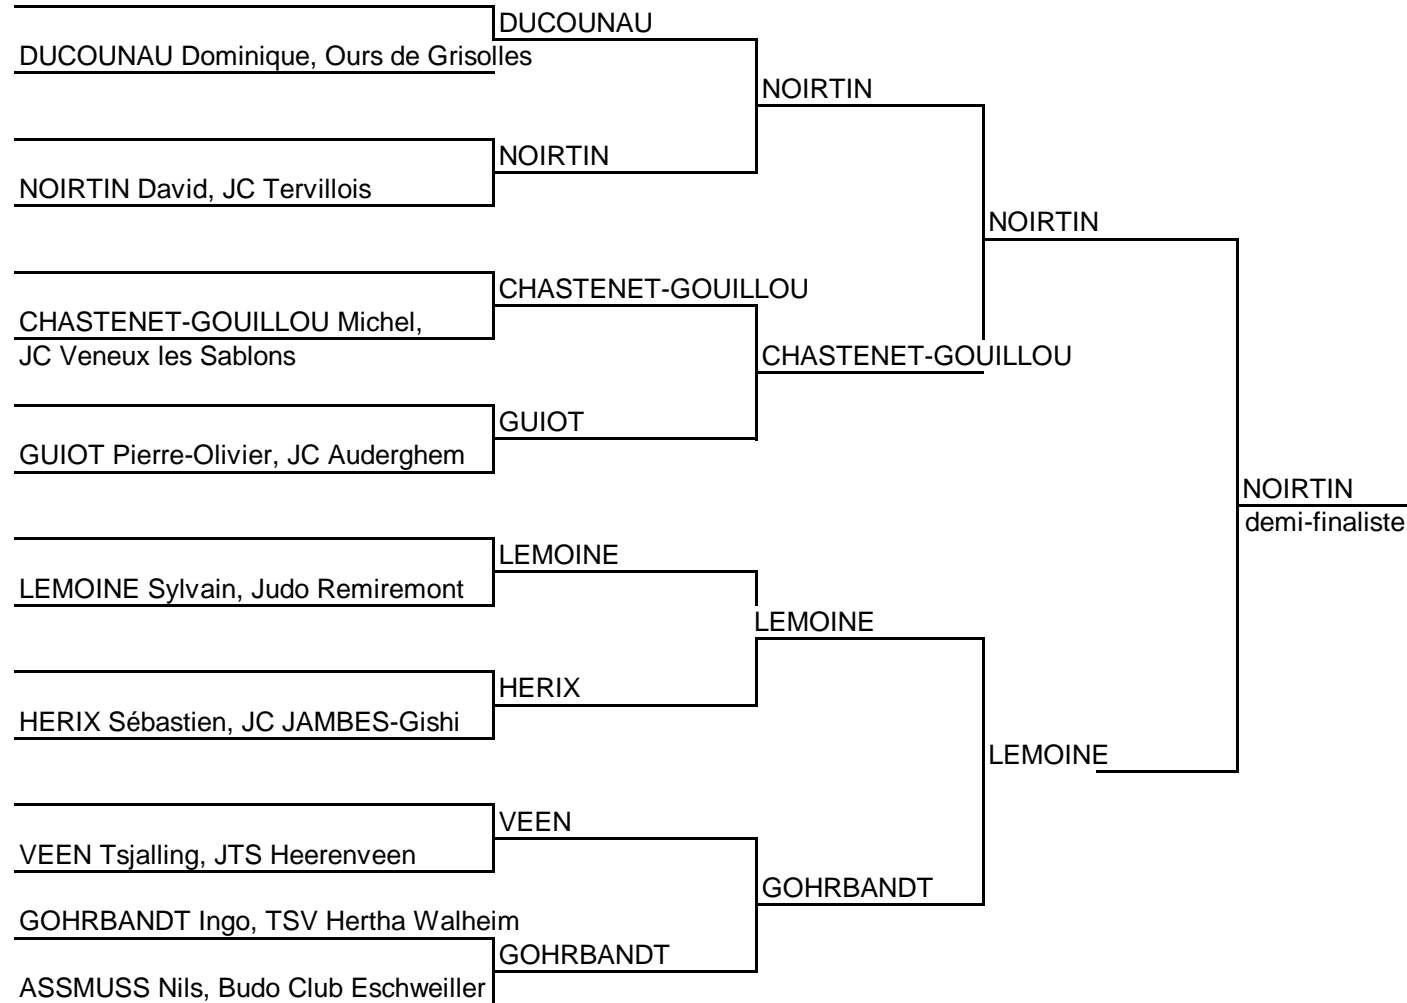 DUCOUNAU
DUCOUNAU Dominique, Ours de Grisolles
NOIRTIN
NOIRTIN
NOIRTIN David, JC Tervillois
NOIRTIN
CHASTENET-GOUILLOU
CHASTENET-GOUILLOU Michel,
JC Veneux les Sablons
CHASTENET-GOUILLOU
GUIOT
GUIOT Pierre-Olivier, JC Auderghem
NOIRTIN
demi-finaliste
LEMOINE
LEMOINE Sylvain, Judo Remiremont
LEMOINE
HERIX
HERIX Sébastien, JC JAMBES-Gishi
LEMOINE
VEEN
VEEN Tsjalling, JTS Heerenveen
GOHRBANDT
GOHRBANDT Ingo, TSV Hertha Walheim
GOHRBANDT
ASSMUSS Nils, Budo Club Eschweiller